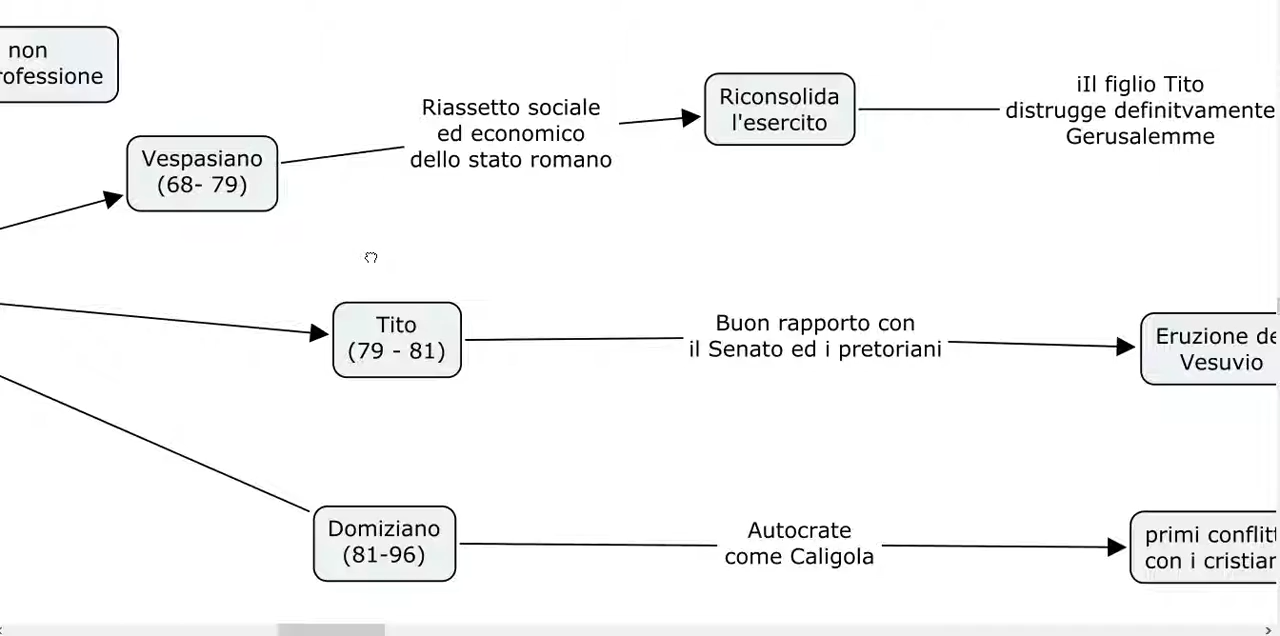 non
rofessione
Vespasiano
(68- 79)
Riassetto sociale
ed economico
dello stato romano
Riconsolida
l'esercito
iIl figlio Tito
distrugge definitvamente
Gerusalemme
Tito
(79 - 81)
Buon rapporto con
il Senato ed i pretoriani
Eruzione de
Vesuvio
Domiziano
(81-96)
Autocrate
come Caligola
primi conflitt
con i cristian